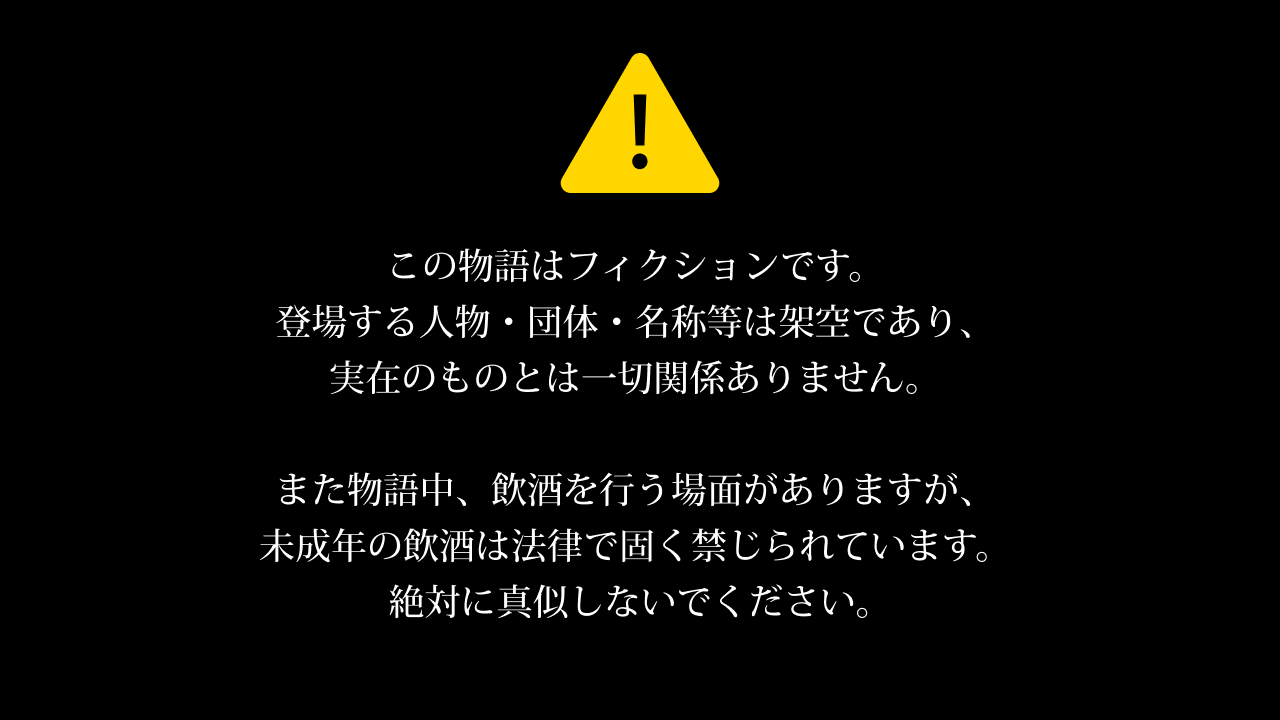 この物語はフィクションです。
登場する人物・団体・名称等は架空であり、
実在のものとは一切関係ありません。
また物語中、飲酒を行う場面がありますが、
未成年の飲酒は法律で固く禁じられています。
絶対に真似しないでください。